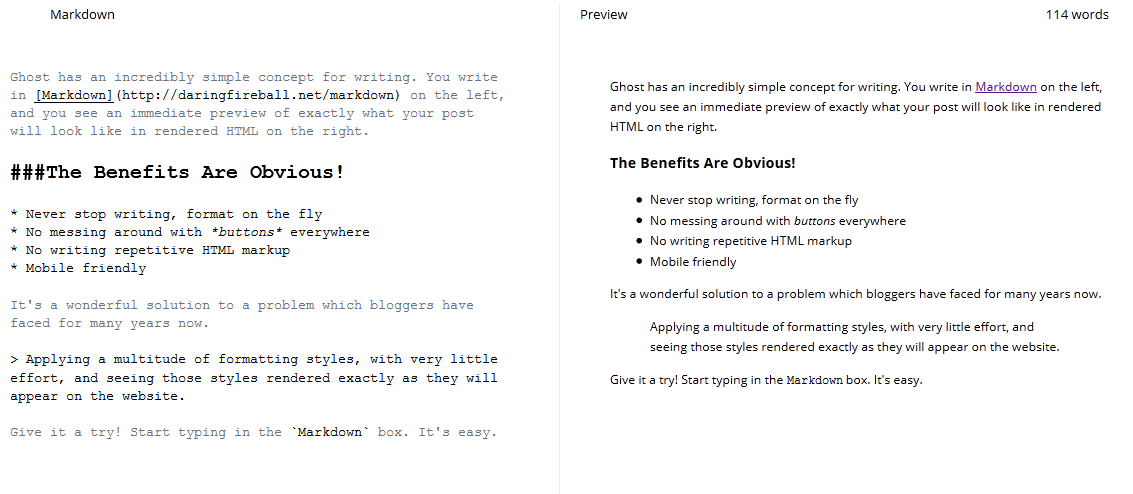 Markdown
Ghost has an incredibly simple concept for writing. You write
in [Markdown](http://daringfireball.net/markdown) on the left,
and you see an immediate preview of exactly what your post
will look like in rendered HTML on the right.
###The Benefits Are Obvious!
* Never stop writing, format on the fly
* No messing around with *buttons* everywhere
* No writing repetitive HTML markup
* Mobile friendly
It's a wonderful solution to a problem which bloggers have
faced for many years now.
> Applying a multitude of formatting styles, with very little
effort, and seeing those styles rendered exactly as they will
appear on the website.
Give it a try! Start typing in the `Markdown` box. It's easy.
Preview
114 words
Ghost has an incredibly simple concept for writing. You write in Markdown on the left,
and you see an immediate preview of exactly what your post will look like in rendered
HTML on the right.
The Benefits Are Obvious!
• Never stop writing, format on the fly
• No messing around with buttons everywhere
• No writing repetitive HTML markup
• Mobile friendly
It's a wonderful solution to a problem which bloggers have faced for many years now.
Applying a multitude of formatting styles, with very little effort, and
seeing those styles rendered exactly as they will appear on the website.
Give it a try! Start typing in the Markdown box. It's easy.